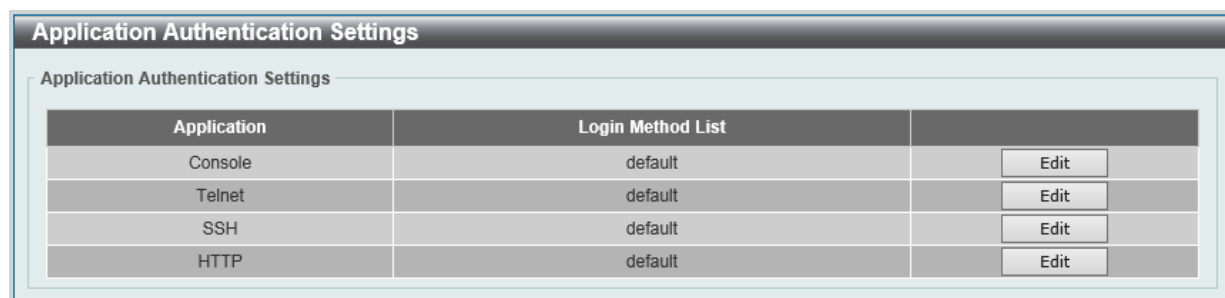 Application Authentication Settings
Application Authentication Settings
Application Login Method List
Console default Edit
Telnet default Edit
SSH default Edit
HTTP default Edit